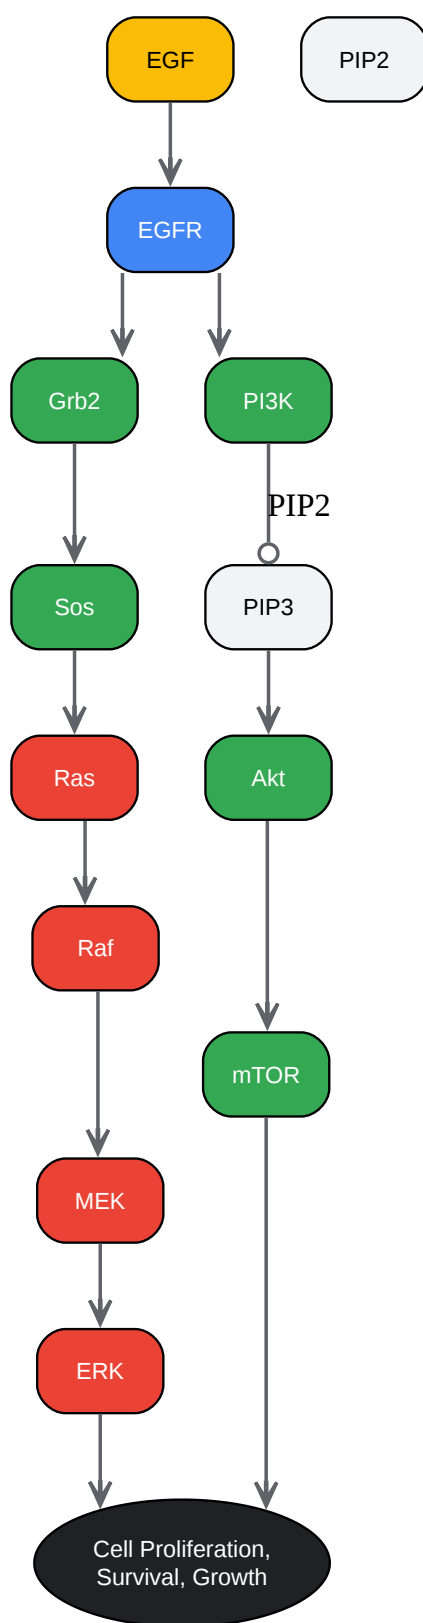 EGF
PIP2
EGFR
Grb2
PI3K
PIP2
Sos
PIP3
Ras
Akt
Raf
mTOR
MEK
ERK
Cell Proliferation,
Survival, Growth